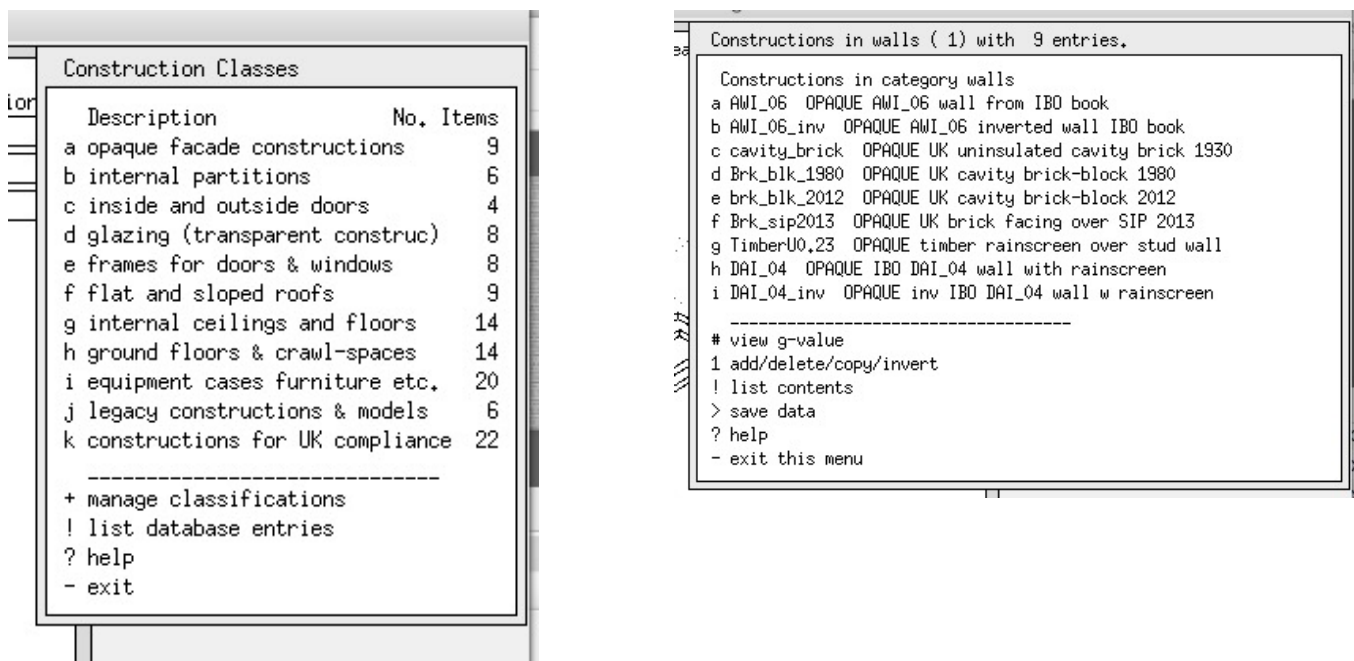 Construction Classes
Description No. Items
a opaque facade constructions 9
b internal partitions 6
c inside and outside doors 4
d glazing (transparent construc) 8
e frames for doors & windows 8
f flat and sloped roofs 9
g internal ceilings and floors 14
h ground floors & crawl-spaces 14
i equipment cases furniture etc. 20
j legacy constructions & models 6
k constructions for UK compliance 22
+ manage classifications
! list database entries
? help
- exit
ior
Constructions in walls ( 1) with 9 entries.
Constructions in category walls
a AWI_06 OPAQUE AWI_06 wall from IBO book
b AWI_06_inv OPAQUE AWI_06 inverted wall IBO book
c cavity_brick OPAQUE UK uninsulated cavity brick 1930
d Brk_blk_1980 OPAQUE UK cavity brick-block 1980
e brk_blk_2012 OPAQUE UK cavity brick-block 2012
f Brk_sip2013 OPAQUE UK brick facing over SIP 2013
g TimberU0.23 OPAQUE timber rainscreen over stud wall
h DAI_04 OPAQUE IBO DAI_04 wall with rainscreen
i DAI_04_inv OPAQUE inv IBO DAI_04 wall w rainscreen
# view g-value
1 add/delete/copy/invert
! list contents
> save data
? help
- exit this menu